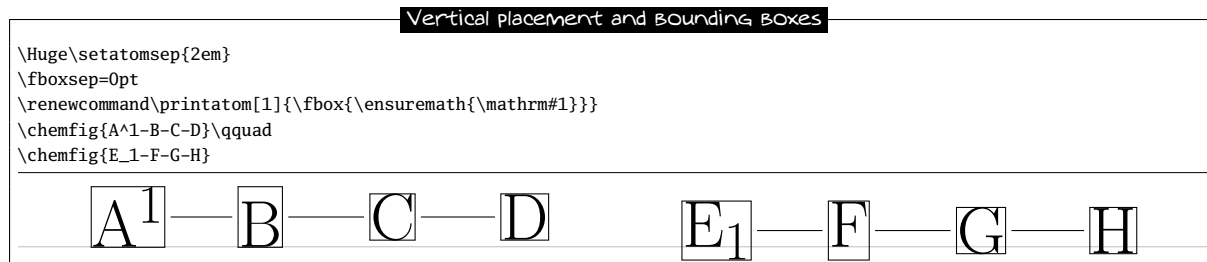 Vertical placement and bounding boxes
\Huge\setatomsep{2em}
\fboxsep=0pt
\renewcommand\printatom[1]{\fbox{\ensuremath{\mathrm#1}}}
\chemfig{A^1-B-C-D}\qquad
\chemfig{E_1-F-G-H}
A¹ B C D E₁ F G H